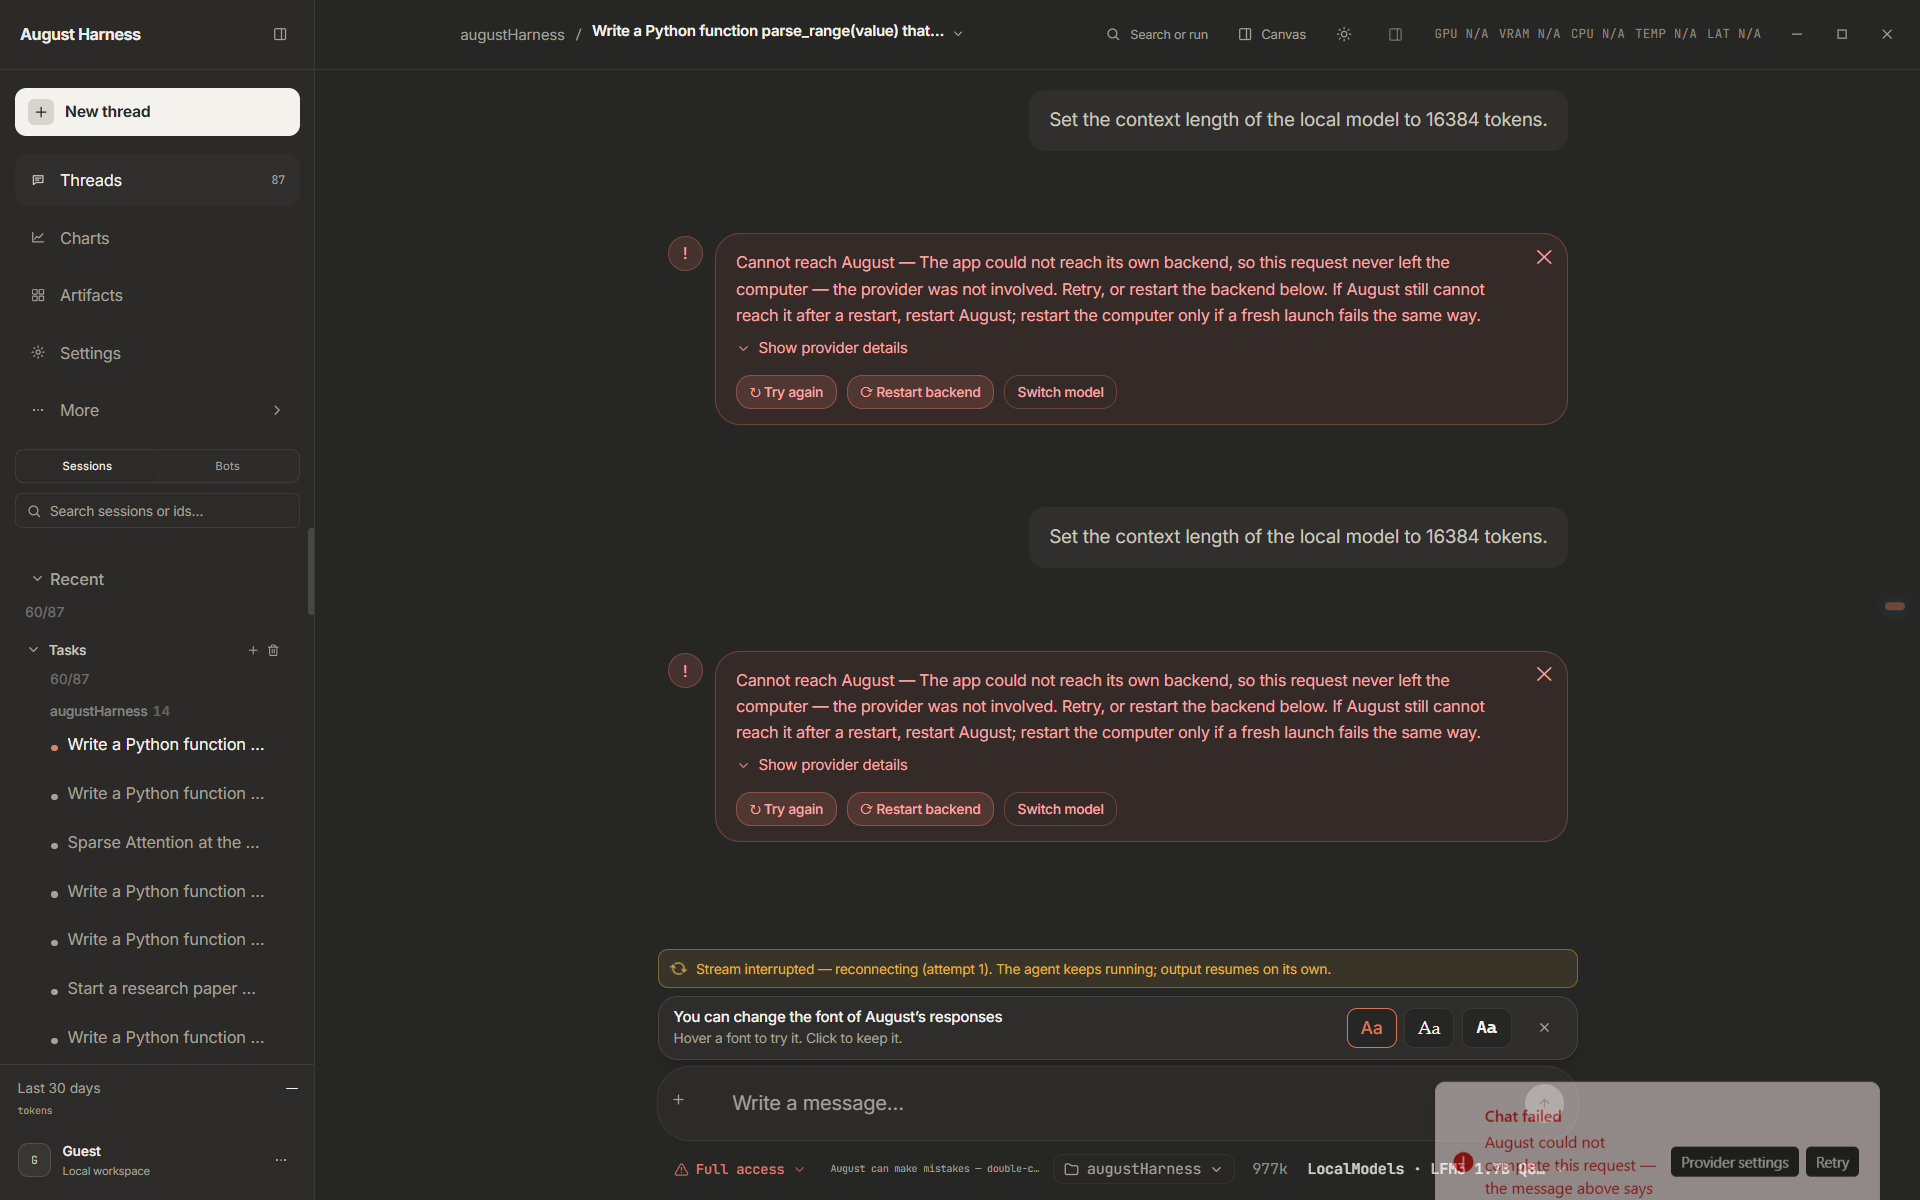 August Harness
augustHarness / Write a Python function parse_range(value) that...
Search or run
Canvas
GPU N/A VRAM N/A CPU N/A TEMP N/A LAT N/A
New thread
Threads 87
Charts
Artifacts
Settings
More
Sessions Bots
Search sessions or ids...
Recent
60/87
Tasks
60/87
augustHarness 14
Write a Python function ...
Write a Python function ...
Sparse Attention at the ...
Write a Python function ...
Write a Python function ...
Start a research paper ...
Write a Python function ...
Last 30 days
tokens
G
Guest
Local workspace
Set the context length of the local model to 16384 tokens.
!
Cannot reach August — The app could not reach its own backend, so this request never left the
computer — the provider was not involved. Retry, or restart the backend below. If August still cannot
reach it after a restart, restart August; restart the computer only if a fresh launch fails the same way.
Show provider details
Try again Restart backend Switch model
Set the context length of the local model to 16384 tokens.
!
Cannot reach August — The app could not reach its own backend, so this request never left the
computer — the provider was not involved. Retry, or restart the backend below. If August still cannot
reach it after a restart, restart August; restart the computer only if a fresh launch fails the same way.
Show provider details
Try again Restart backend Switch model
Stream interrupted — reconnecting (attempt 1). The agent keeps running; output resumes on its own.
You can change the font of August's responses
Hover a font to try it. Click to keep it.
Aa Aa Aa
Write a message...
Full access
August can make mistakes — double-c...
augustHarness
977k
LocalModels · LFM
Chat failed
August could not
complete this request —
the message above says
Provider settings Retry